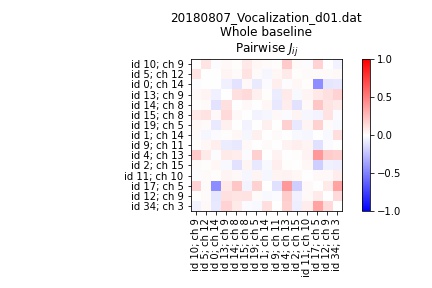 20180807_Vocalization_d01.dat
Whole baseline
Pairwise J_ij
id 10; ch 9
id 5; ch 12
id 0; ch 14
id 13; ch 9
id 14; ch 8
id 15; ch 8
id 19; ch 5
id 1; ch 14
id 9; ch 11
id 4; ch 13
id 2; ch 15
id 11; ch 10
id 17; ch 5
id 12; ch 9
id 34; ch 3
id 10; ch 9
id 5; ch 12
id 0; ch 14
id 13; ch 9
id 14; ch 8
id 15; ch 8
id 19; ch 5
id 1; ch 14
id 9; ch 11
id 4; ch 13
id 2; ch 15
id 11; ch 10
id 17; ch 5
id 12; ch 9
id 34; ch 3
1.0
0.5
0.0
−0.5
−1.0